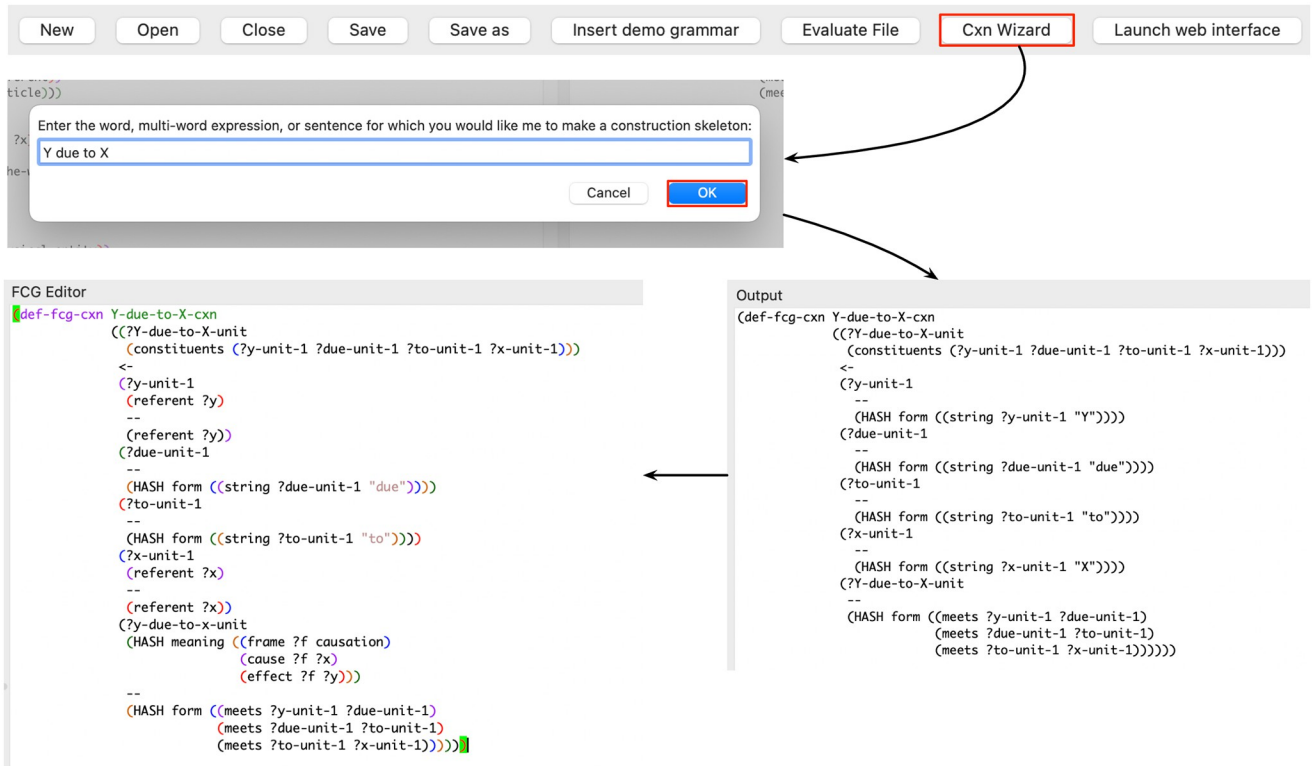 New Open Close Save Save as Insert demo grammar Evaluate File Cxn Wizard Launch web interface
ticle)))
(mee
Enter the word, multi-word expression, or sentence for which you would like me to make a construction skeleton:
?x
Y due to X
he-w
Cancel OK
FCG Editor
(def-fcg-cxn Y-due-to-X-cxn
((?Y-due-to-X-unit
(constituents (?y-unit-1 ?due-unit-1 ?to-unit-1 ?x-unit-1)))
<-
(?y-unit-1
(referent ?y)
--
(referent ?y))
(?due-unit-1
--
(HASH form ((string ?due-unit-1 "due"))))
(?to-unit-1
--
(HASH form ((string ?to-unit-1 "to"))))
(?x-unit-1
(referent ?x)
--
(referent ?x))
(?y-due-to-x-unit
(HASH meaning ((frame ?f causation)
(cause ?f ?x)
(effect ?f ?y)))
--
(HASH form ((meets ?y-unit-1 ?due-unit-1)
(meets ?due-unit-1 ?to-unit-1)
(meets ?to-unit-1 ?x-unit-1))))))
Output
(def-fcg-cxn Y-due-to-X-cxn
((?Y-due-to-X-unit
(constituents (?y-unit-1 ?due-unit-1 ?to-unit-1 ?x-unit-1)))
<-
(?y-unit-1
--
(HASH form ((string ?y-unit-1 "Y"))))
(?due-unit-1
--
(HASH form ((string ?due-unit-1 "due"))))
(?to-unit-1
--
(HASH form ((string ?to-unit-1 "to"))))
(?x-unit-1
--
(HASH form ((string ?x-unit-1 "X"))))
(?Y-due-to-X-unit
--
(HASH form ((meets ?y-unit-1 ?due-unit-1)
(meets ?due-unit-1 ?to-unit-1)
(meets ?to-unit-1 ?x-unit-1))))))